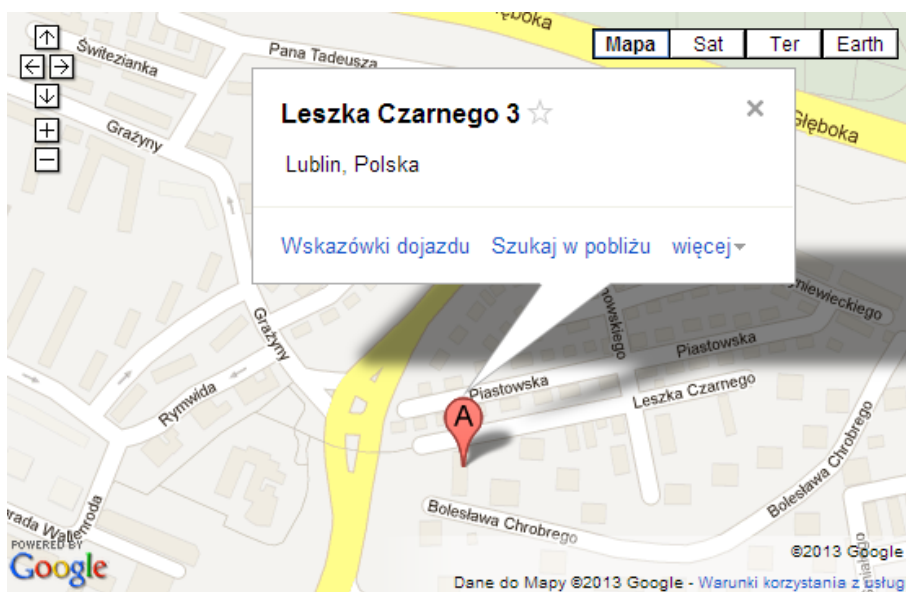 Głęboka
Mapa
Sat
Ter
Earth
Świtezianka
Pana Tadeusza
Leszka Czarnego 3
Głęboka
Grażyny
Lublin, Polska
Wskazówki dojazdu Szukaj w pobliżu więcej
Grażyny
Piastowska
Piastowska
Leszka Czarnego
Rymwida
A
Bolesława Chrobrego
Bolesława Chrobrego
POWERED BY
Google
©2013 Google
Dane do Mapy ©2013 Google - Warunki korzystania z usług